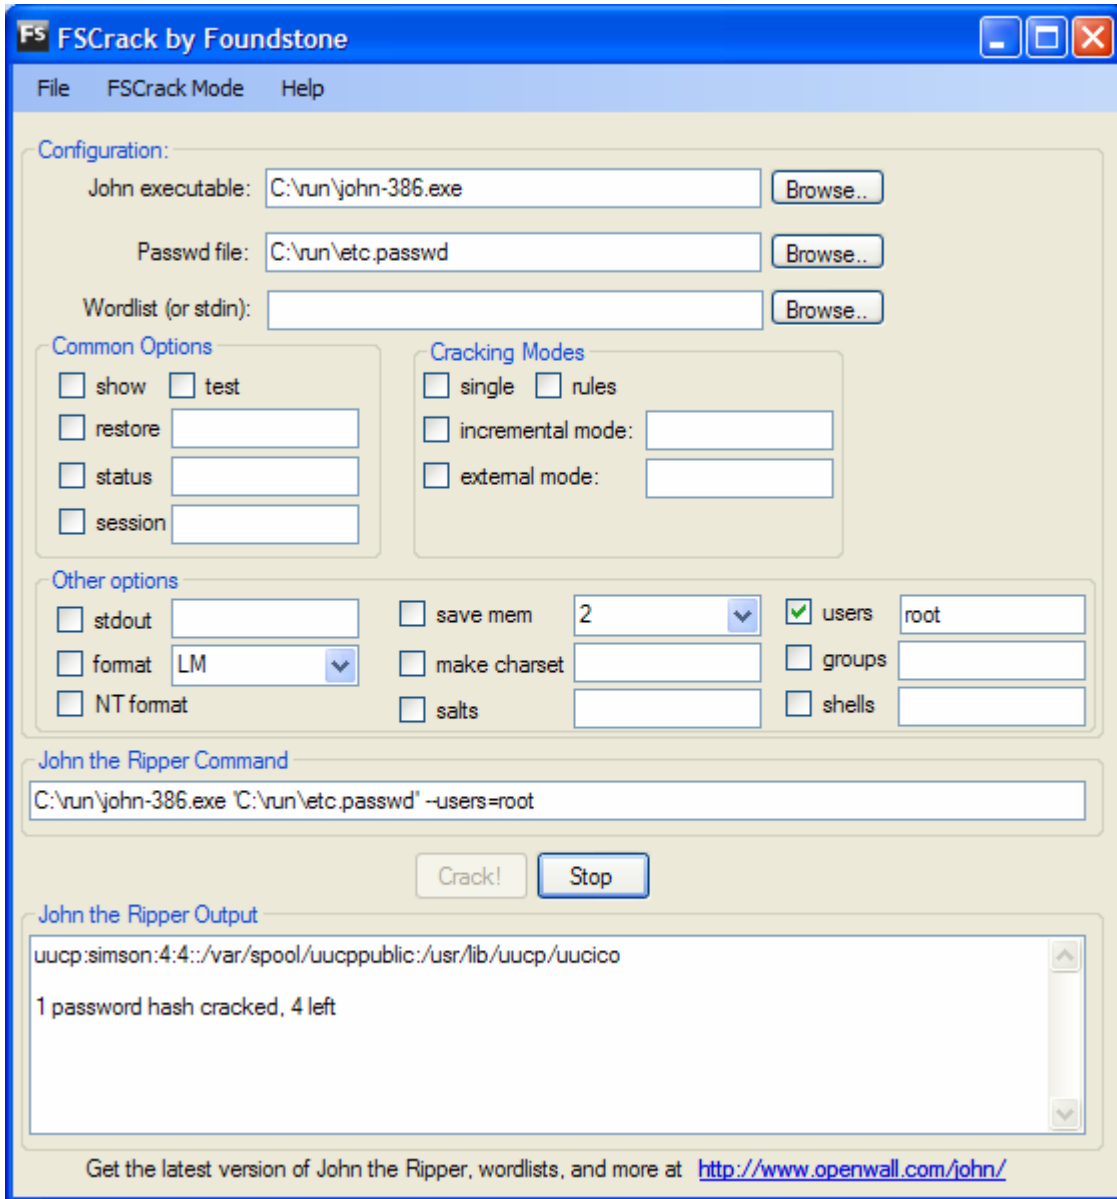 FS FSCrack by Foundstone
File FSCrack Mode Help
Configuration:
John executable: C:\run\john-386.exe Browse..
Passwd file: C:\run\etc.passwd Browse..
Wordlist (or stdin): Browse..
Common Options
show test
restore
status
session
Cracking Modes
single rules
incremental mode:
external mode:
Other options
stdout
format LM
NT format
save mem 2
make charset
salts
users root
groups
shells
John the Ripper Command
C:\run\john-386.exe 'C:\run\etc.passwd' --users=root
Crack! Stop
John the Ripper Output
uucp:simson:4:4::/var/spool/uucppublic:/usr/lib/uucp/uucico
1 password hash cracked, 4 left
Get the latest version of John the Ripper, wordlists, and more at http://www.openwall.com/john/